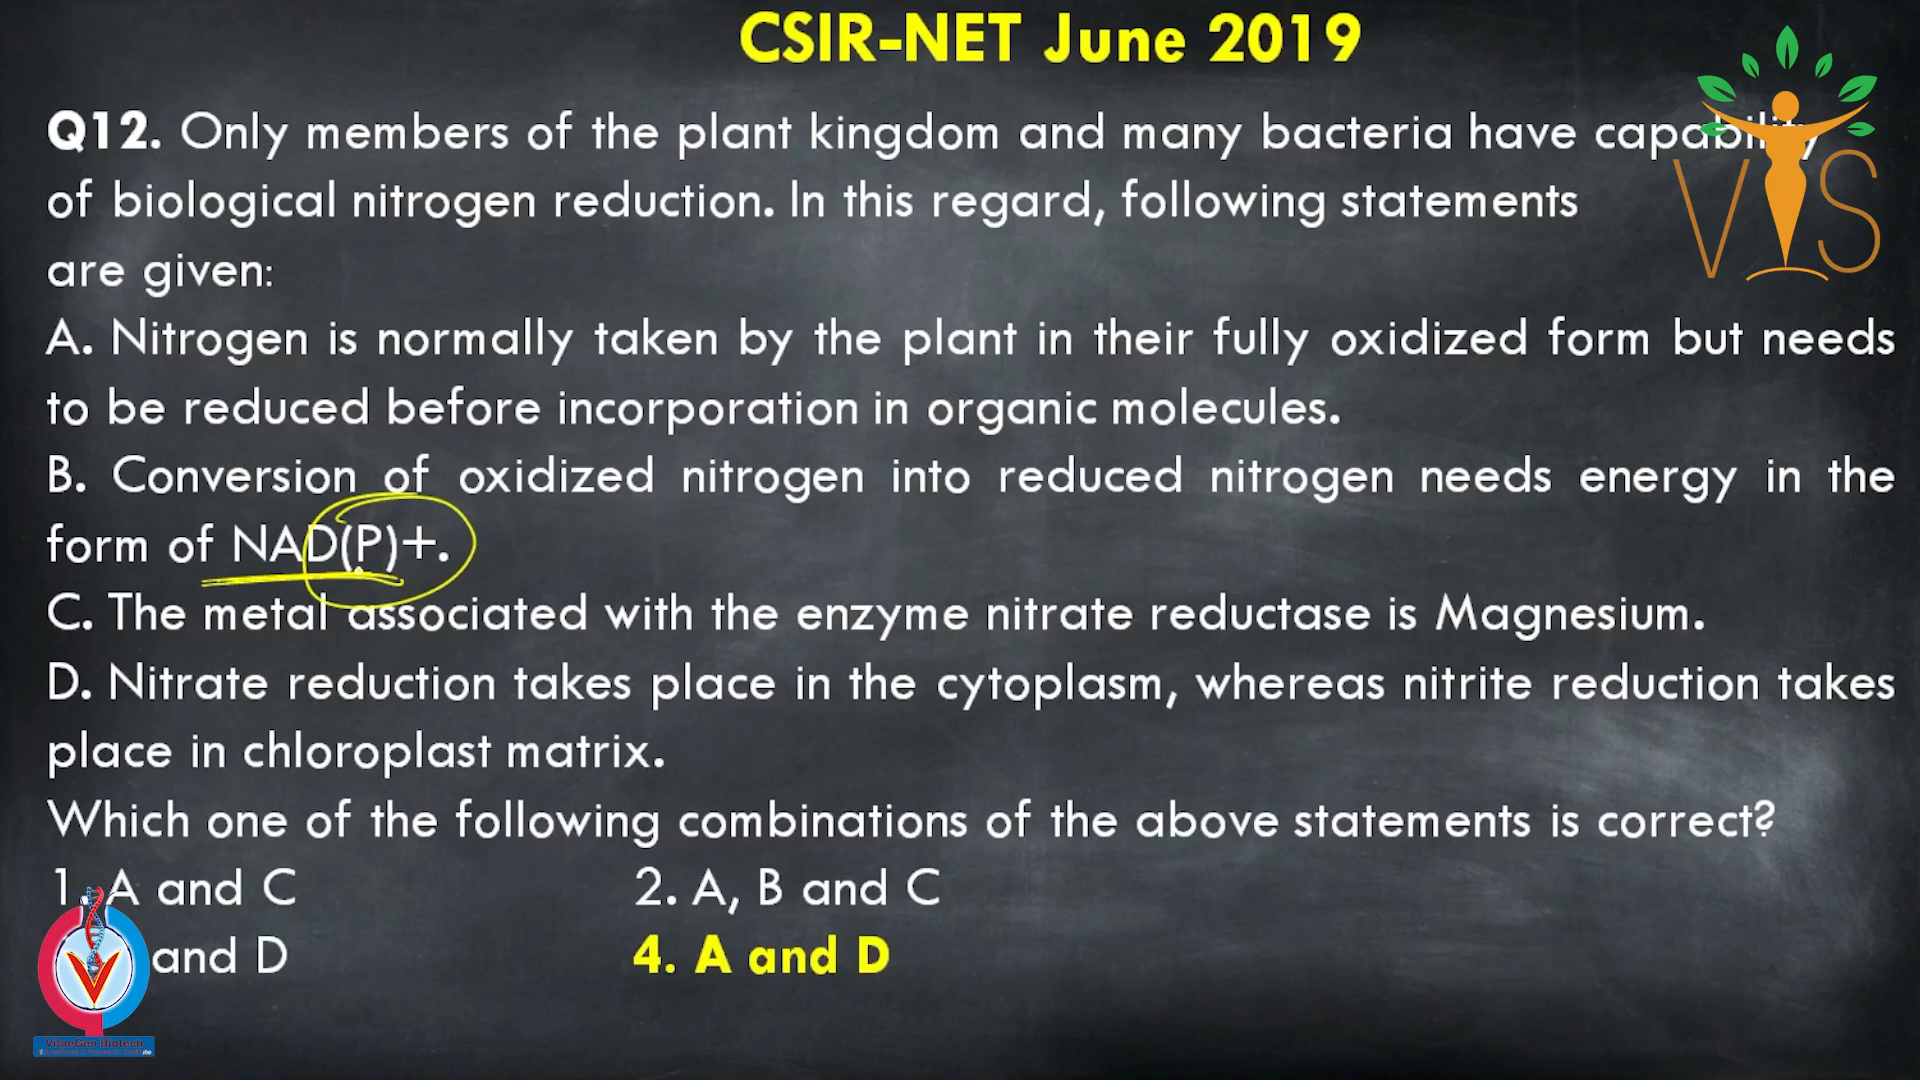 CSIR-NET June 2019
Q12. Only members of the plant kingdom and many bacteria have capability
of biological nitrogen reduction. In this regard, following statements
are given:
A. Nitrogen is normally taken by the plant in their fully oxidized form but needs
to be reduced before incorporation in organic molecules.
B. Conversion of oxidized nitrogen into reduced nitrogen needs energy in the
form of NAD(P)+.
C. The metal associated with the enzyme nitrate reductase is Magnesium.
D. Nitrate reduction takes place in the cytoplasm, whereas nitrite reduction takes
place in chloroplast matrix.
Which one of the following combinations of the above statements is correct?
1. A and C 2. A, B and C
and D 4. A and D
VS
V
VitaeGen Biotech